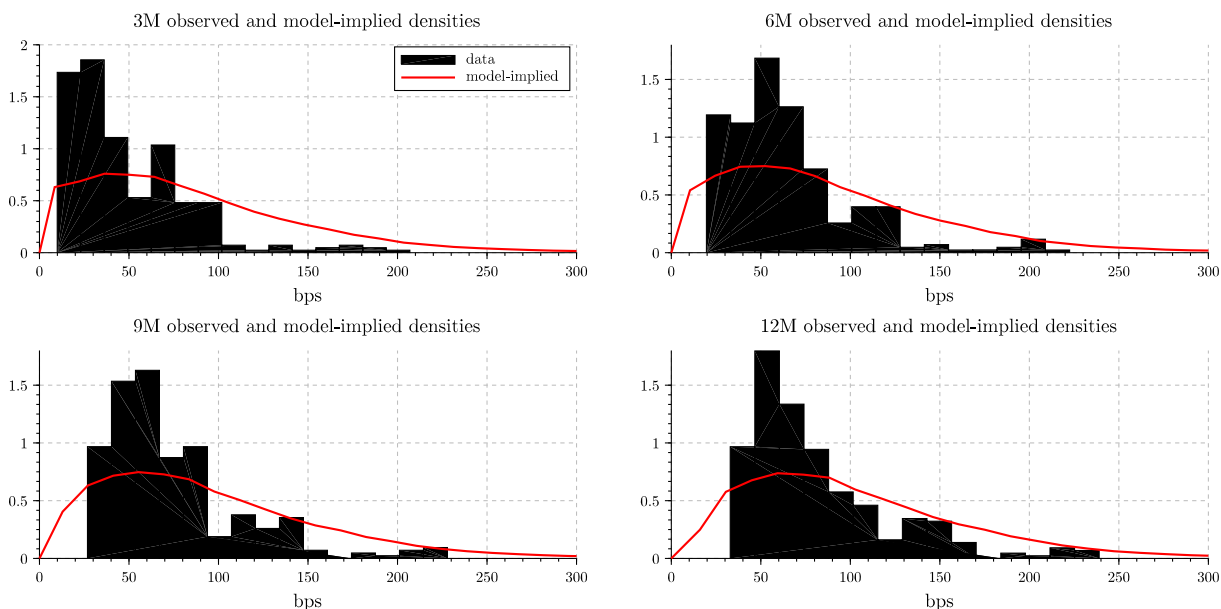 3M observed and model-implied densities
2
1.5
1
0.5
0
0 50 100 150 200 250 300
bps
data
model-implied
6M observed and model-implied densities
1.5
1
0.5
0
0 50 100 150 200 250 300
bps
9M observed and model-implied densities
1.5
1
0.5
0
0 50 100 150 200 250 300
bps
12M observed and model-implied densities
1.5
1
0.5
0
0 50 100 150 200 250 300
bps